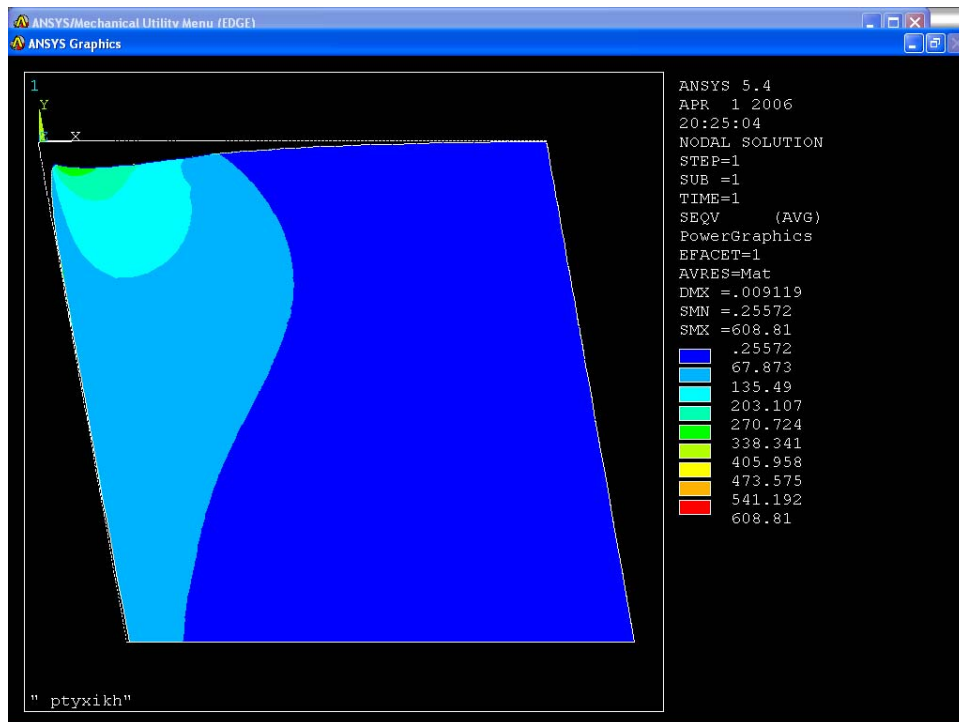 ANSYS/Mechanical Utility Menu (EDGE)
ANSYS Graphics
1
Y
X
ANSYS 5.4
APR 1 2006
20:25:04
NODAL SOLUTION
STEP=1
SUB =1
TIME=1
SEQV (AVG)
PowerGraphics
EFACET=1
AVRES=Mat
DMX =.009119
SMN =.25572
SMX =608.81
.25572
67.873
135.49
203.107
270.724
338.341
405.958
473.575
541.192
608.81
" ptyxikh"